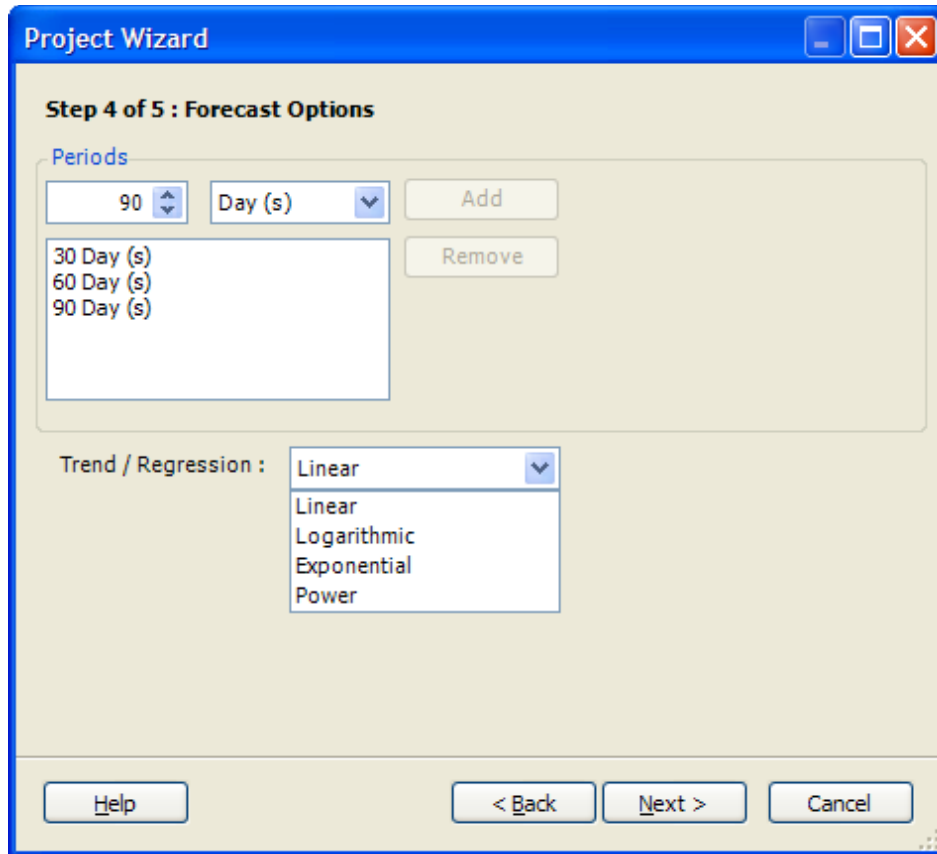 Project Wizard
Step 4 of 5 : Forecast Options
Periods
90 Day (s) Add
Remove
30 Day (s)
60 Day (s)
90 Day (s)
Trend / Regression : Linear
Linear
Logarithmic
Exponential
Power
Help < Back Next > Cancel